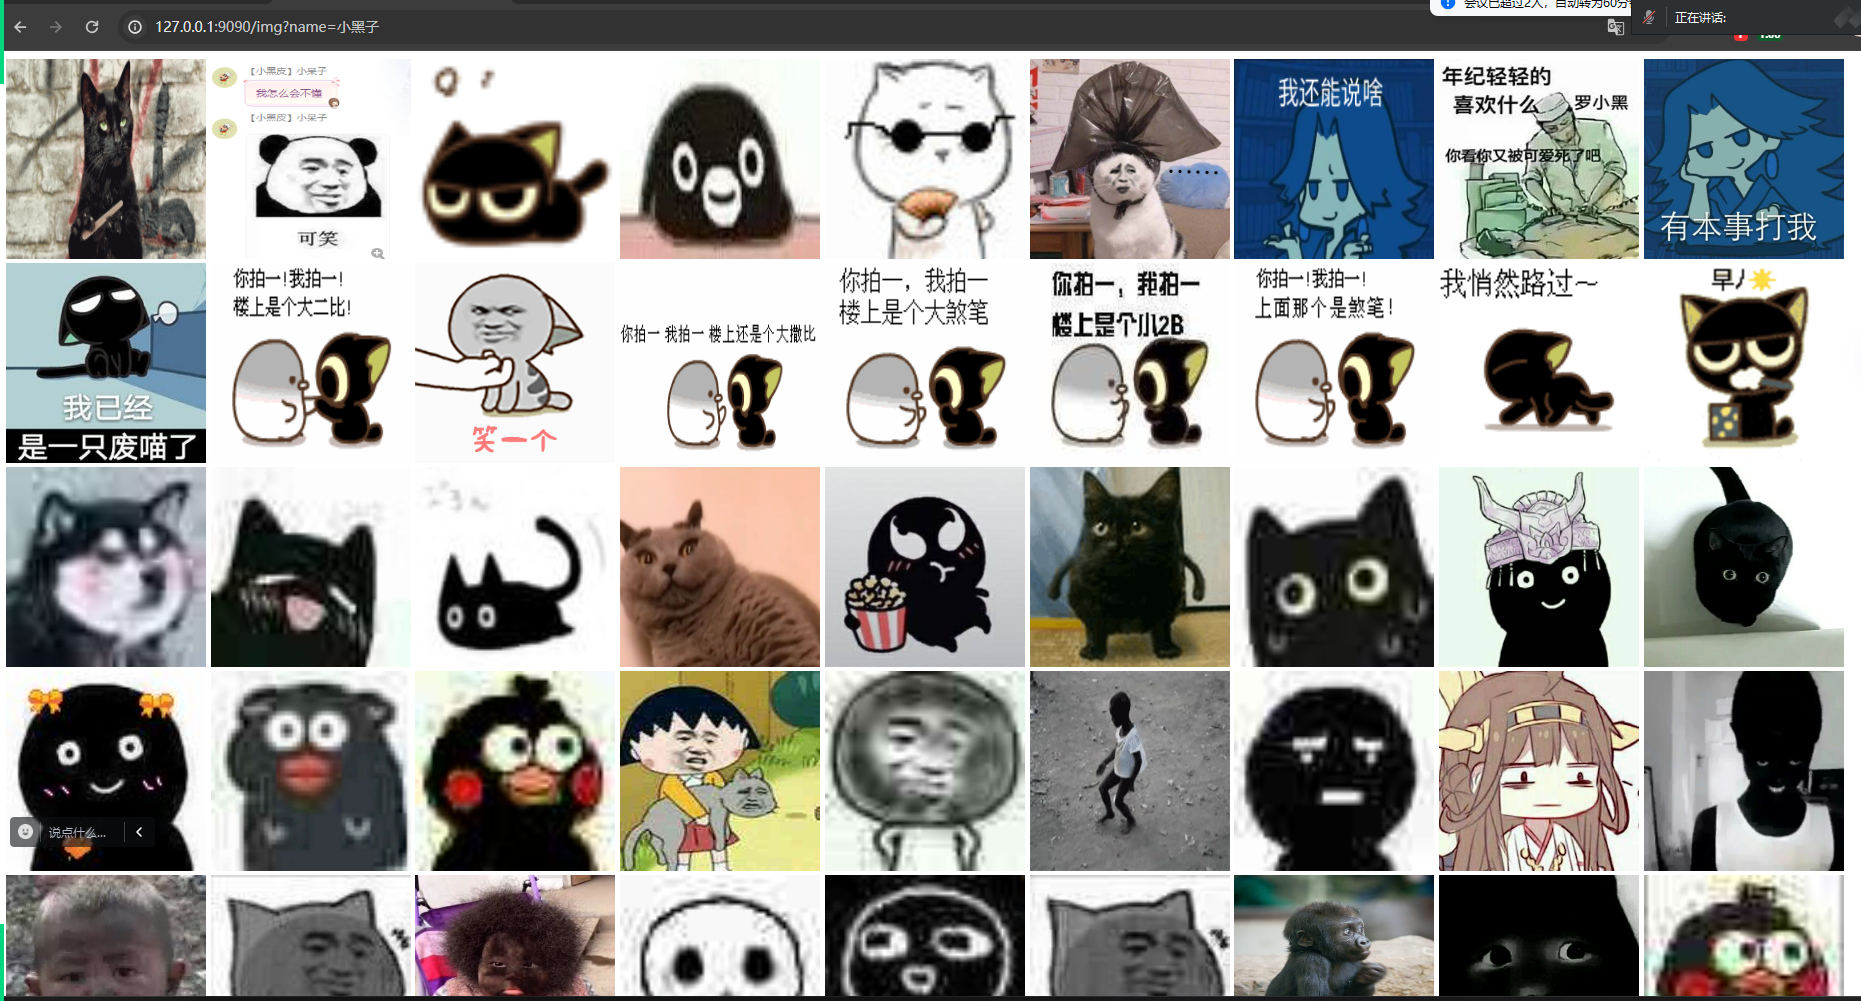 会议已超过2人，自动转为60分
127.0.0.1:9090/img?name=小黑子
正在讲话:
【小黑皮】小呆子
我怎么会不懂
【小黑皮】小呆子
可笑
Q
我还能说啥
年纪轻轻的
喜欢什么
罗小黑
你看你又被可爱死了吧
有本事打我
......
我已经
是一只废喵了
你拍一!我拍一!
楼上是个大二比!
笑一个
你拍一 我拍一 楼上还是个大撒比
你拍一，我拍一
楼上是个大煞笔
你拍一，我拍一
楼上是个小2B
你拍一!我拍一!
上面那个是煞笔!
我悄然路过~
早
说点什么...